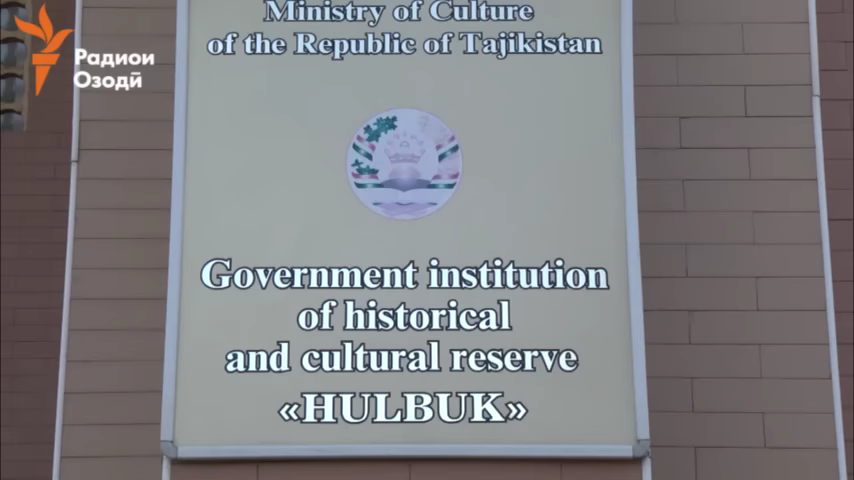 Радиои
Озодӣ
Ministry of Culture
of the Republic of Tajikistan
Government institution
of historical
and cultural reserve
«HULBUK»